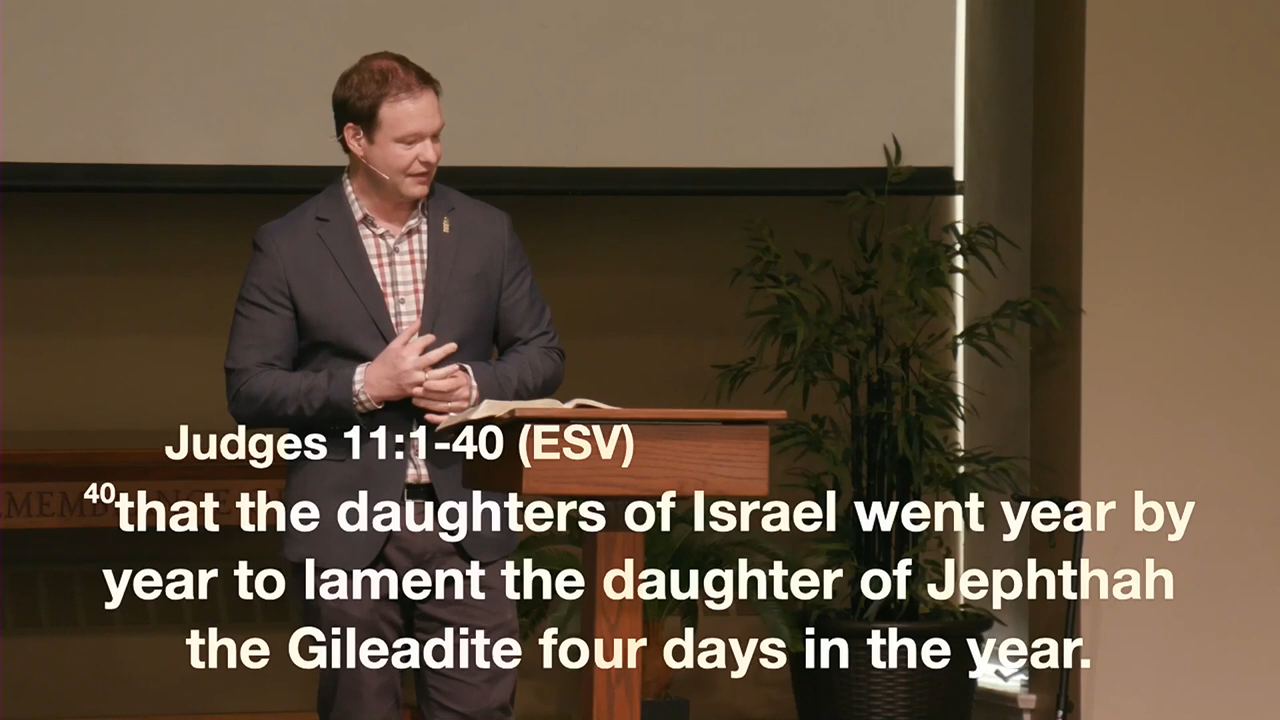 Judges 11:1-40 (ESV)
40that the daughters of Israel went year by
year to lament the daughter of Jephthah
the Gileadite four days in the year.